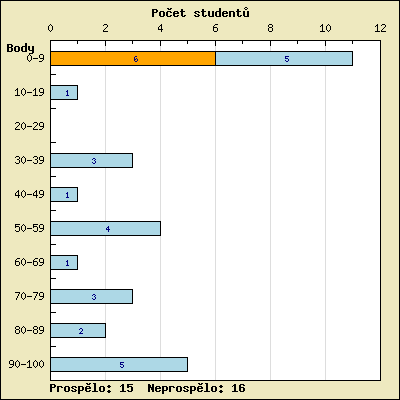 Počet studentů
0 2 4 6 8 10 12
Body
0-9 6 5
10-19 1
20-29
30-39 3
40-49 1
50-59 4
60-69 1
70-79 3
80-89 2
90-100 5
Prospělo: 15 Neprospělo: 16